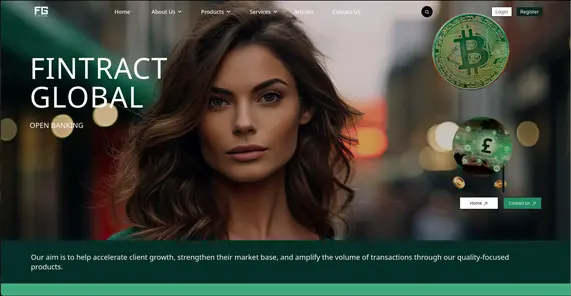 FG
Home About Us Products Services Articles Contact Us Login Register
FINTRACT
GLOBAL
OPEN BANKING
£
Home Contact Us
Our aim is to help accelerate client growth, strengthen their market base, and amplify the volume of transactions through our quality-focused
products.